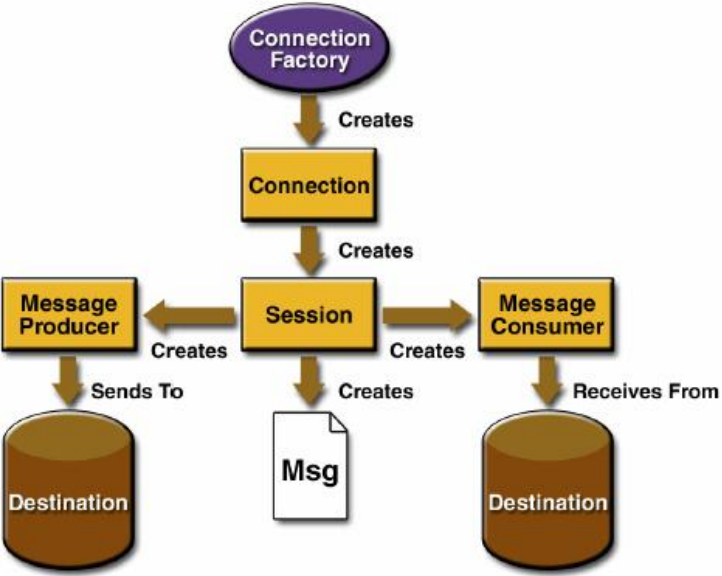 Connection
Factory
Creates
Connection
Creates
Message
Producer
Session
Message
Consumer
Creates
Creates
Sends To
Creates
Receives From
Msg
Destination
Destination